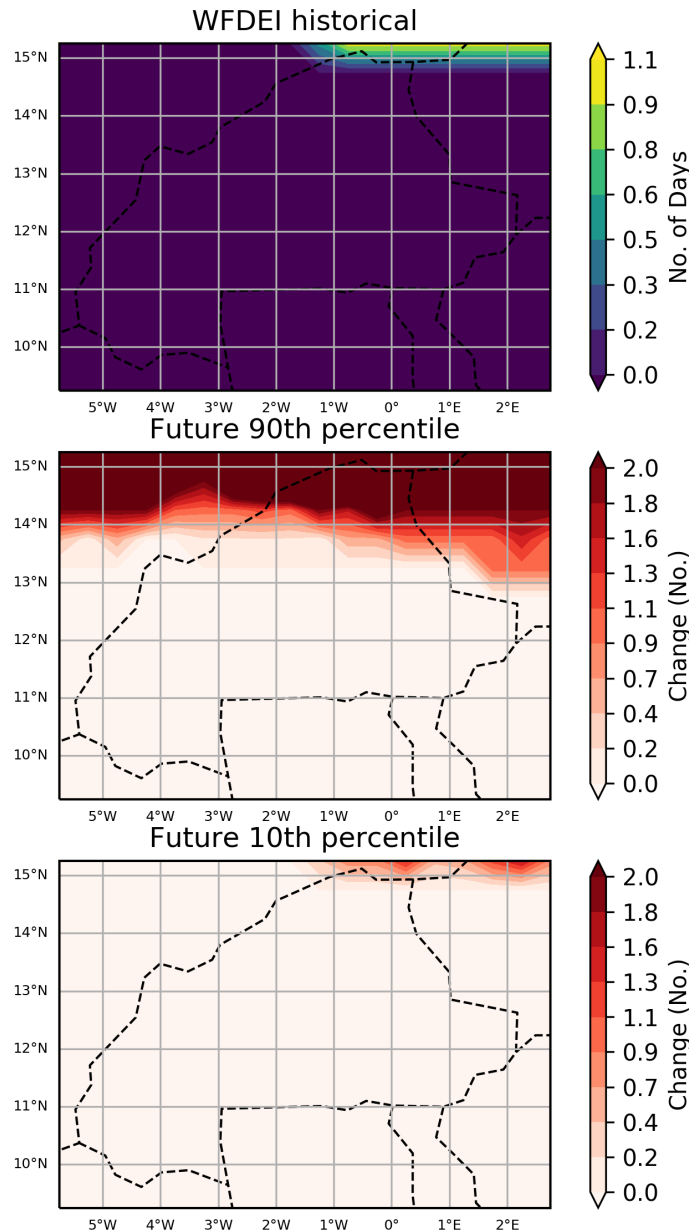 WFDEI historical
15°N
14°N
13°N
12°N
11°N
10°N
5°W 4°W 3°W 2°W 1°W 0° 1°E 2°E
1.1
0.9
0.8
0.6
0.5
0.3
0.2
0.0
No. of Days
Future 90th percentile
15°N
14°N
13°N
12°N
11°N
10°N
5°W 4°W 3°W 2°W 1°W 0° 1°E 2°E
2.0
1.8
1.6
1.3
1.1
0.9
0.7
0.4
0.2
0.0
Change (No.)
Future 10th percentile
15°N
14°N
13°N
12°N
11°N
10°N
5°W 4°W 3°W 2°W 1°W 0° 1°E 2°E
2.0
1.8
1.6
1.3
1.1
0.9
0.7
0.4
0.2
0.0
Change (No.)